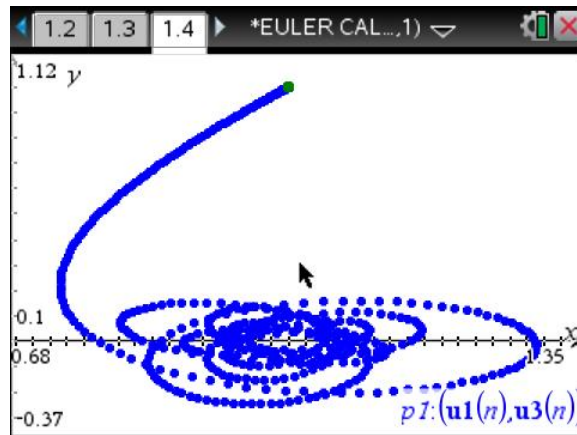 1.2 1.3 1.4 *EULER CAL...,1)
1.12 y
0.1
x
0.68 1.35
-0.37
p1:(u1(n),u3(n)